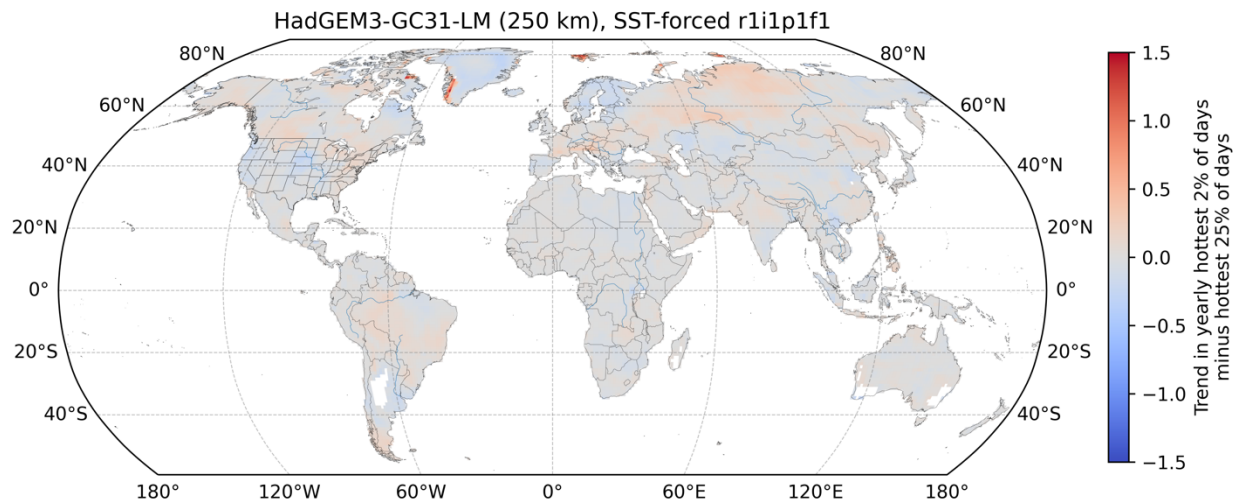 HadGEM3-GC31-LM (250 km), SST-forced r1i1p1f1
80°N 80°N
60°N 60°N
40°N 40°N
20°N 20°N
0° 0°
20°S 20°S
40°S 40°S
180° 120°W 60°W 0° 60°E 120°E 180°
1.5
1.0
0.5
0.0
−0.5
−1.0
−1.5
Trend in yearly hottest 2% of days
minus hottest 25% of days